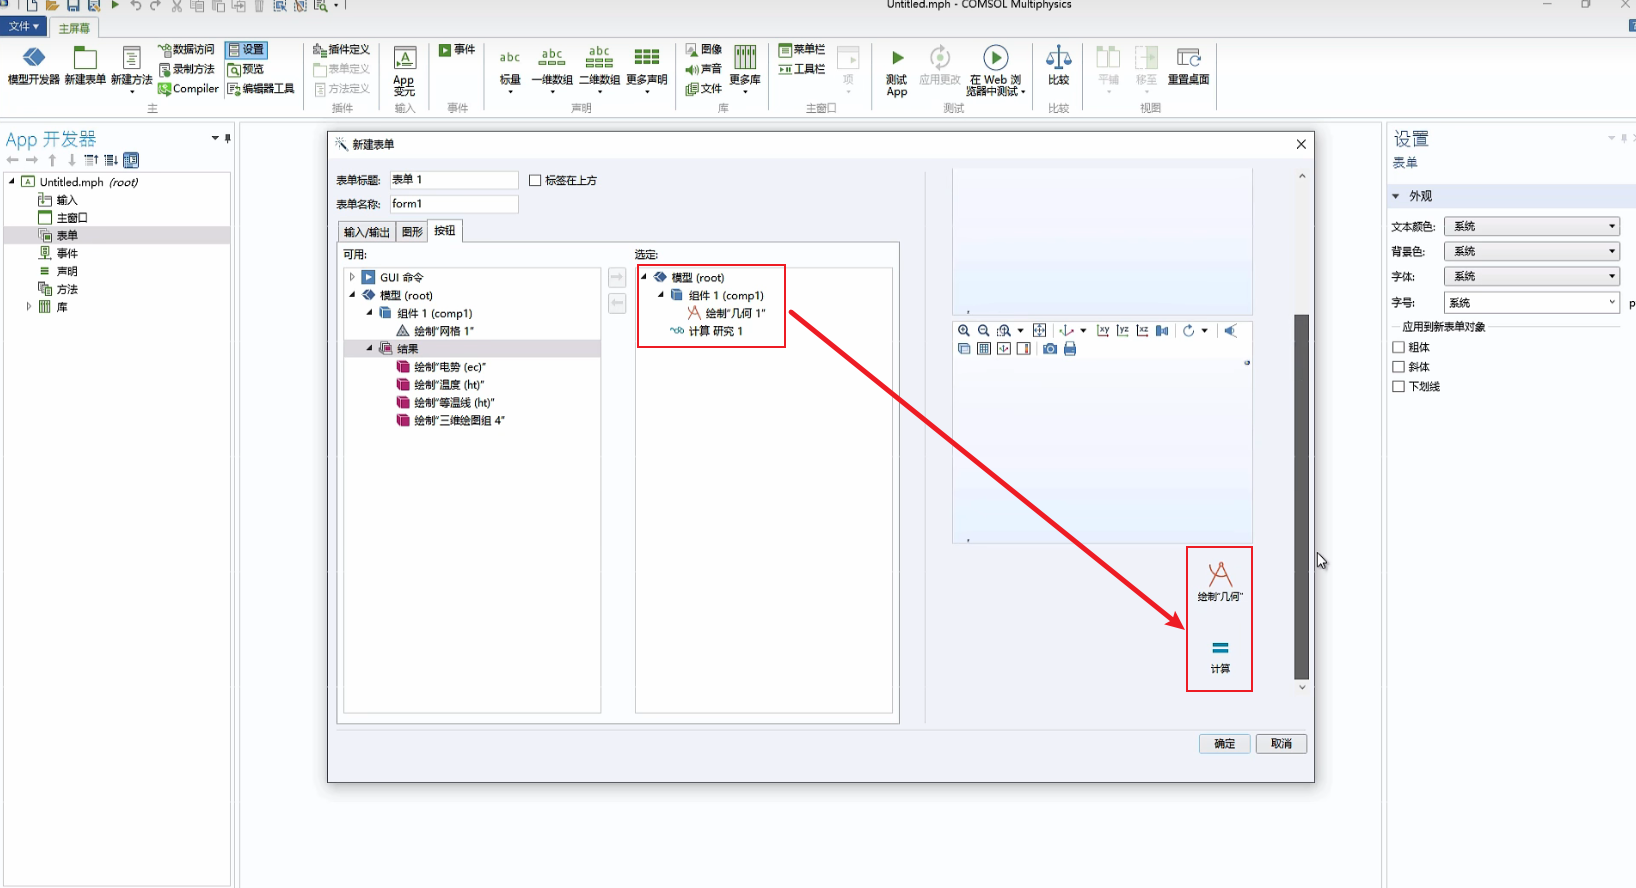 Untitled.mph - COMSOL Multiphysics
文件
主屏幕
模型开发器
新建表单
新建方法
数据访问
录制方法
Compiler
设置
预览
编辑器工具
主
插件定义
表单定义
方法定义
插件
App
变元
输入
事件
事件
abc
标量
abc
一维数组
abc
二维数组
更多声明
声明
图像
声音
文件
更多库
库
菜单栏
工具栏
项
主窗口
测试
App
应用更改
在 Web 浏
览器中测试
测试
比较
比较
平铺
移至
重置桌面
视图
App 开发器
Untitled.mph (root)
输入
主窗口
表单
事件
声明
方法
库
新建表单
表单标题: 表单 1
标签在上方
表单名称: form1
输入/输出
图形
按钮
可用:
GUI 命令
模型 (root)
组件 1 (comp1)
绘制"网格 1"
结果
绘制"电势 (ec)"
绘制"温度 (ht)"
绘制"等温线 (ht)"
绘制"三维绘图组 4"
选定:
模型 (root)
组件 1 (comp1)
绘制"几何 1"
计算 研究 1
xy
yz
xz
绘制"几何"
计算
确定
取消
设置
表单
外观
文本颜色: 系统
背景色: 系统
字体: 系统
字号: 系统 p
应用到新表单对象
粗体
斜体
下划线